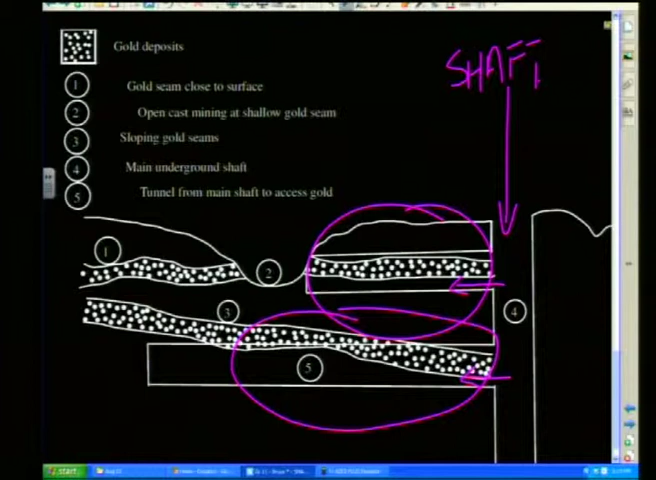 Gold deposits
SHAFT
1 Gold seam close to surface
2 Open cast mining at shallow gold seam
3 Sloping gold seams
4 Main underground shaft
5 Tunnel from main shaft to access gold
1
2
3
4
5
start